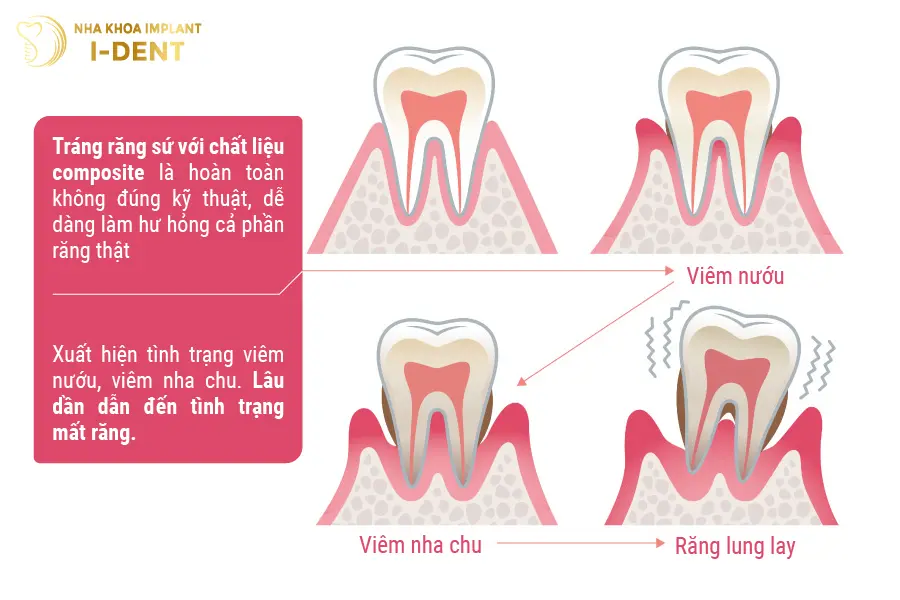 NHA KHOA IMPLANT
I-DENT
Tráng răng sứ với chất liệu
composite là hoàn toàn
không đúng kỹ thuật, dễ
dàng làm hư hỏng cả phần
răng thật
Viêm nướu
Xuất hiện tình trạng viêm
nướu, viêm nha chu. Lâu
dần dẫn đến tình trạng
mất răng.
Viêm nha chu
Răng lung lay